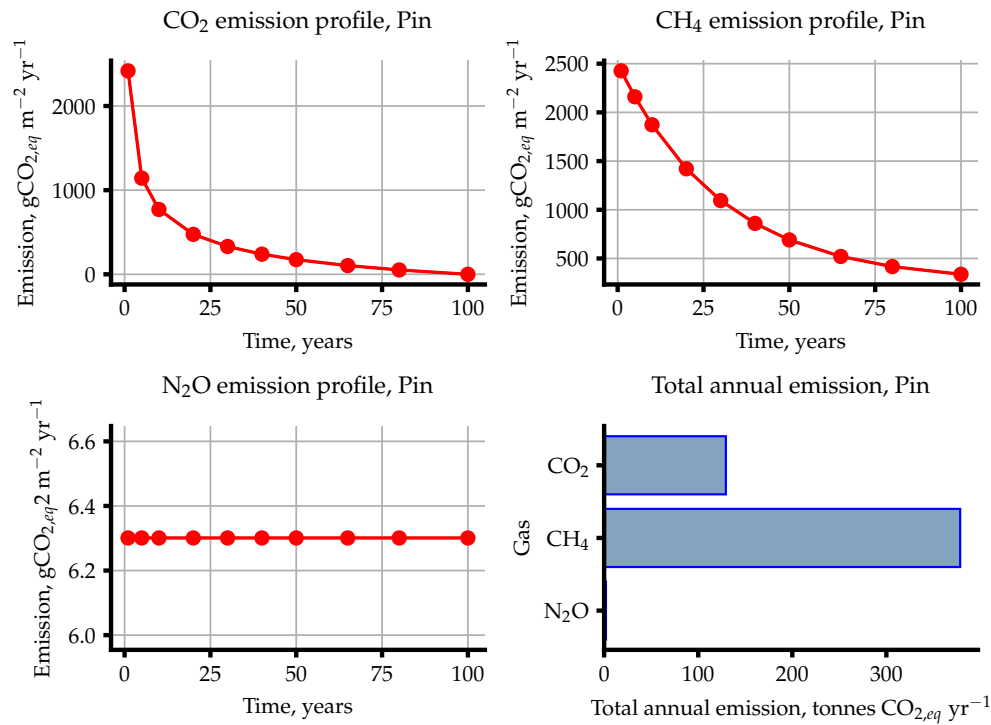 CO₂ emission profile, Pin
Emission, gCO₂,eq m⁻² yr⁻¹
2000
1000
0
0 25 50 75 100
Time, years
CH₄ emission profile, Pin
Emission, gCO₂,eq m⁻² yr⁻¹
2500
2000
1500
1000
500
0 25 50 75 100
Time, years
N₂O emission profile, Pin
Emission, gCO₂,eq2 m⁻² yr⁻¹
6.6
6.4
6.2
6.0
0 25 50 75 100
Time, years
Total annual emission, Pin
Gas
CO₂
CH₄
N₂O
0 100 200 300
Total annual emission, tonnes CO₂,eq yr⁻¹